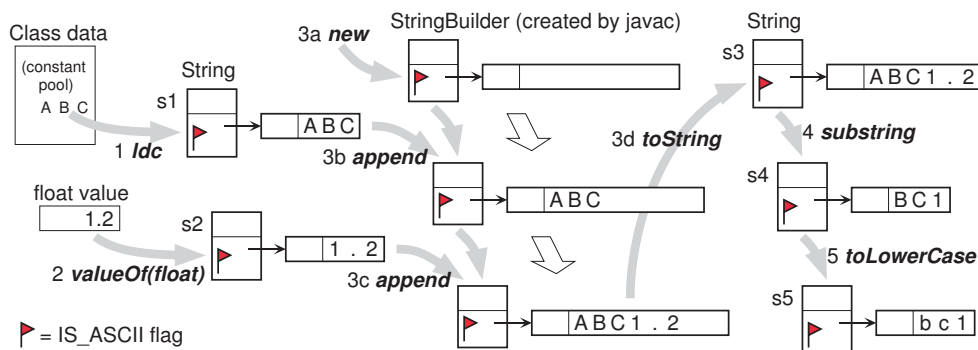 Class data
(constant
pool)
A B C
1 ldc
String
s1
A B C
3a new
StringBuilder (created by javac)
3b append
A B C
float value
1.2
2 valueOf(float)
s2
1 . 2
3c append
A B C 1 . 2
3d toString
String
s3
A B C 1 . 2
4 substring
s4
B C 1
5 toLowerCase
s5
b c 1
= IS_ASCII flag